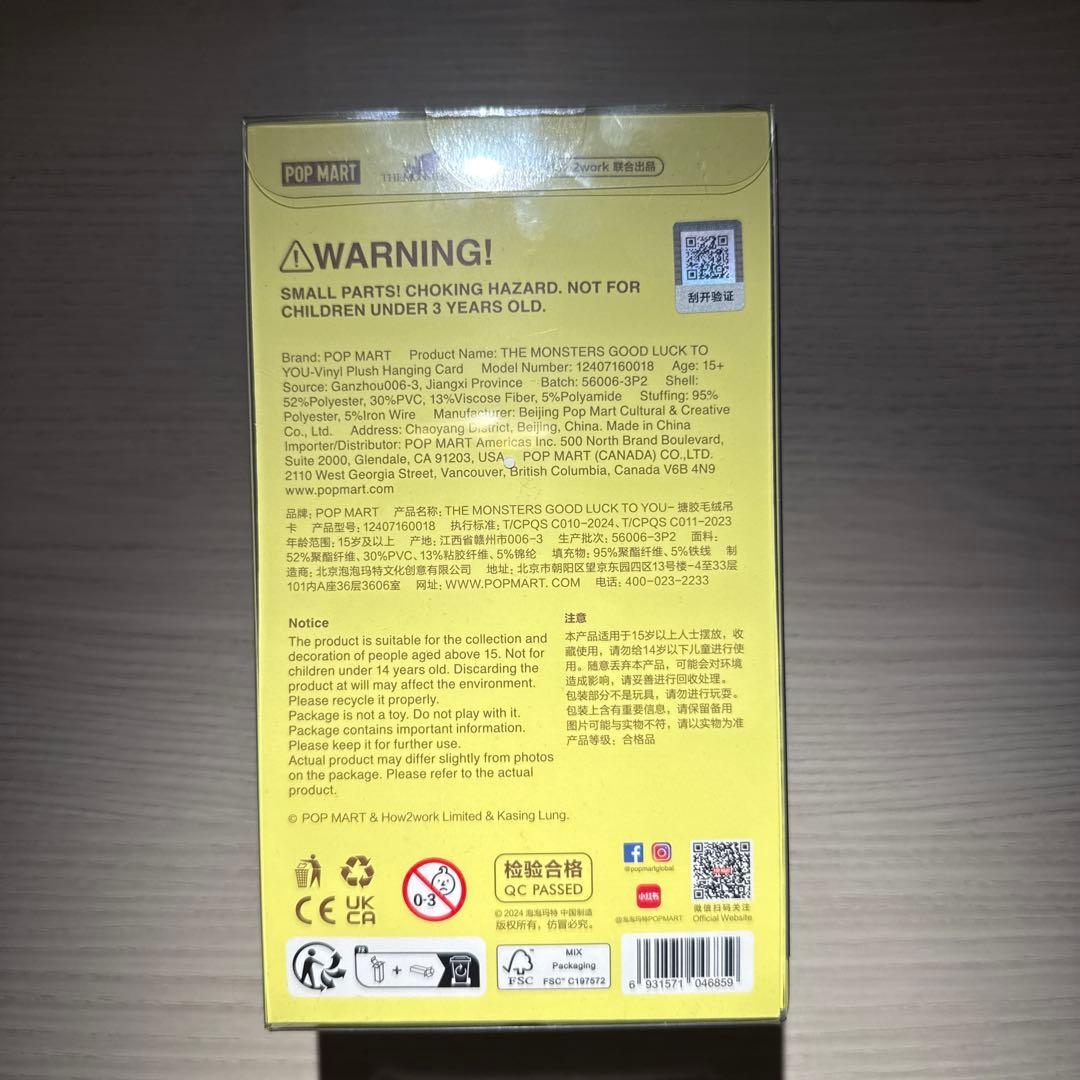 POP MART
THE MONSTERS
2work 联合出品
刮开验证
WARNING!
SMALL PARTS! CHOKING HAZARD. NOT FOR
CHILDREN UNDER 3 YEARS OLD.
Brand: POP MART Product Name: THE MONSTERS GOOD LUCK TO
YOU-Vinyl Plush Hanging Card Model Number: 12407160018 Age: 15+
Source: Ganzhou006-3, Jiangxi Province Batch: 56006-3P2 Shell:
52%Polyester, 30%PVC, 13%Viscose Fiber, 5%Polyamide Stuffing: 95%
Polyester, 5%Iron Wire Manufacturer: Beijing Pop Mart Cultural & Creative
Co., Ltd. Address: Chaoyang District, Beijing, China. Made in China
Importer/Distributor: POP MART Americas Inc. 500 North Brand Boulevard,
Suite 2000, Glendale, CA 91203, USA POP MART (CANADA) CO.,LTD.
2110 West Georgia Street, Vancouver, British Columbia, Canada V6B 4N9
www.popmart.com
品牌: POP MART 产品名称: THE MONSTERS GOOD LUCK TO YOU- 搪胶毛绒吊
卡 产品型号: 12407160018 执行标准: T/CPQS C010-2024、T/CPQS C011-2023
年龄范围: 15岁及以上 产地: 江西省赣州市006-3 生产批次: 56006-3P2 面料:
52%聚酯纤维、30%PVC、13%粘胶纤维、5%锦纶 填充物: 95%聚酯纤维、5%铁线 制
造商: 北京泡泡玛特文化创意有限公司 地址: 北京市朝阳区望京东园四区13号楼-4至33层
101内A座36层3606室 网址: WWW.POPMART. COM 电话: 400-023-2233
Notice
The product is suitable for the collection and
decoration of people aged above 15. Not for
children under 14 years old. Discarding the
product at will may affect the environment.
Please recycle it properly.
Package is not a toy. Do not play with it.
Package contains important information.
Please keep it for further use.
Actual product may differ slightly from photos
on the package. Please refer to the actual
product.
注意
本产品适用于15岁以上人士摆放，收
藏使用，请勿给14岁以下儿童进行使
用。随意丢弃本产品，可能会对环境
造成影响，请妥善进行回收处理。
包装部分不是玩具，请勿进行玩耍。
包装上含有重要信息，请保留备用
图片可能与实物不符，请以实物为准
产品等级：合格品
© POP MART & How2work Limited & Kasing Lung.
CE
UK
CA
0-3
检验合格
QC PASSED
© 2024 泡泡玛特 中国制造
版权所有，仿冒必究。
@popmartglobal
小红书
@泡泡玛特POPMART
POP MART
微信扫码关注
Official Website
FR
+
FSC
MIX
Packaging
FSC™ C197572
6 931571 046859